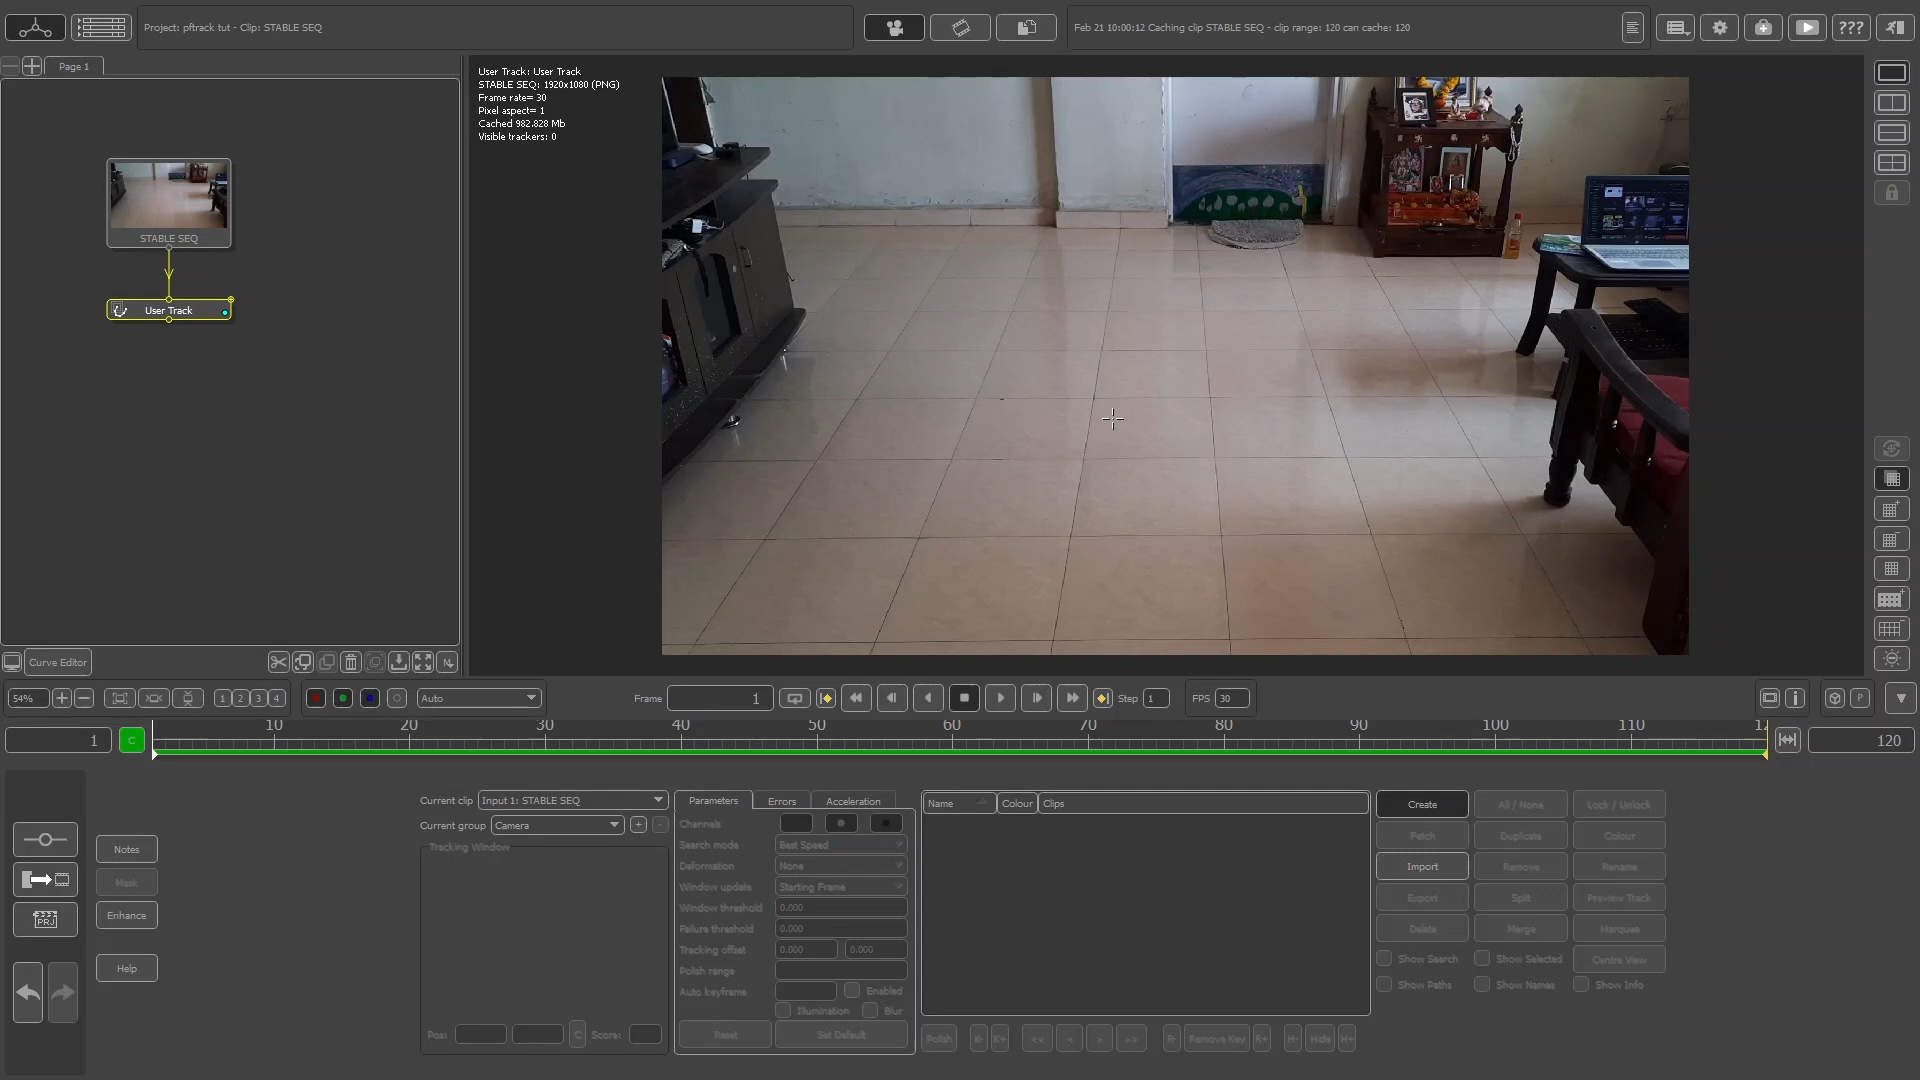 Project: pftrack tut - Clip: STABLE SEQ
Feb 21 10:00:12 Caching clip STABLE SEQ - clip range: 120 can cache: 120
???
Page 1
User Track: User Track
STABLE SEQ: 1920x1080 (PNG)
Frame rate= 30
Pixel aspect= 1
Cached 982.828 Mb
Visible trackers: 0
STABLE SEQ
User Track
Curve Editor
N
54%
1 2 3 4
Auto
Frame 1
Step 1
FPS 30
P
1
C
10 20 30 40 50 60 70 80 90 100 110
120
PRJ
Notes
Mask
Enhance
Help
Current clip Input 1: STABLE SEQ
Current group Camera
+ -
Tracking Window
Pos: C Score:
Parameters Errors Acceleration
Channels
Search mode Best Speed
Deformation None
Window update Starting Frame
Window threshold 0.000
Failure threshold 0.000
Tracking offset 0.000 0.000
Polish range
Auto keyframe Enabled
Illumination Blur
Reset Set Default
Name Colour Clips
Polish K- K+ << < > >> R- Remove Key R+ H- Hide H+
Create All / None Lock / Unlock
Fetch Duplicate Colour
Import Remove Rename
Export Split Preview Track
Delete Merge Marquee
Show Search Show Selected Centre View
Show Paths Show Names Show Info